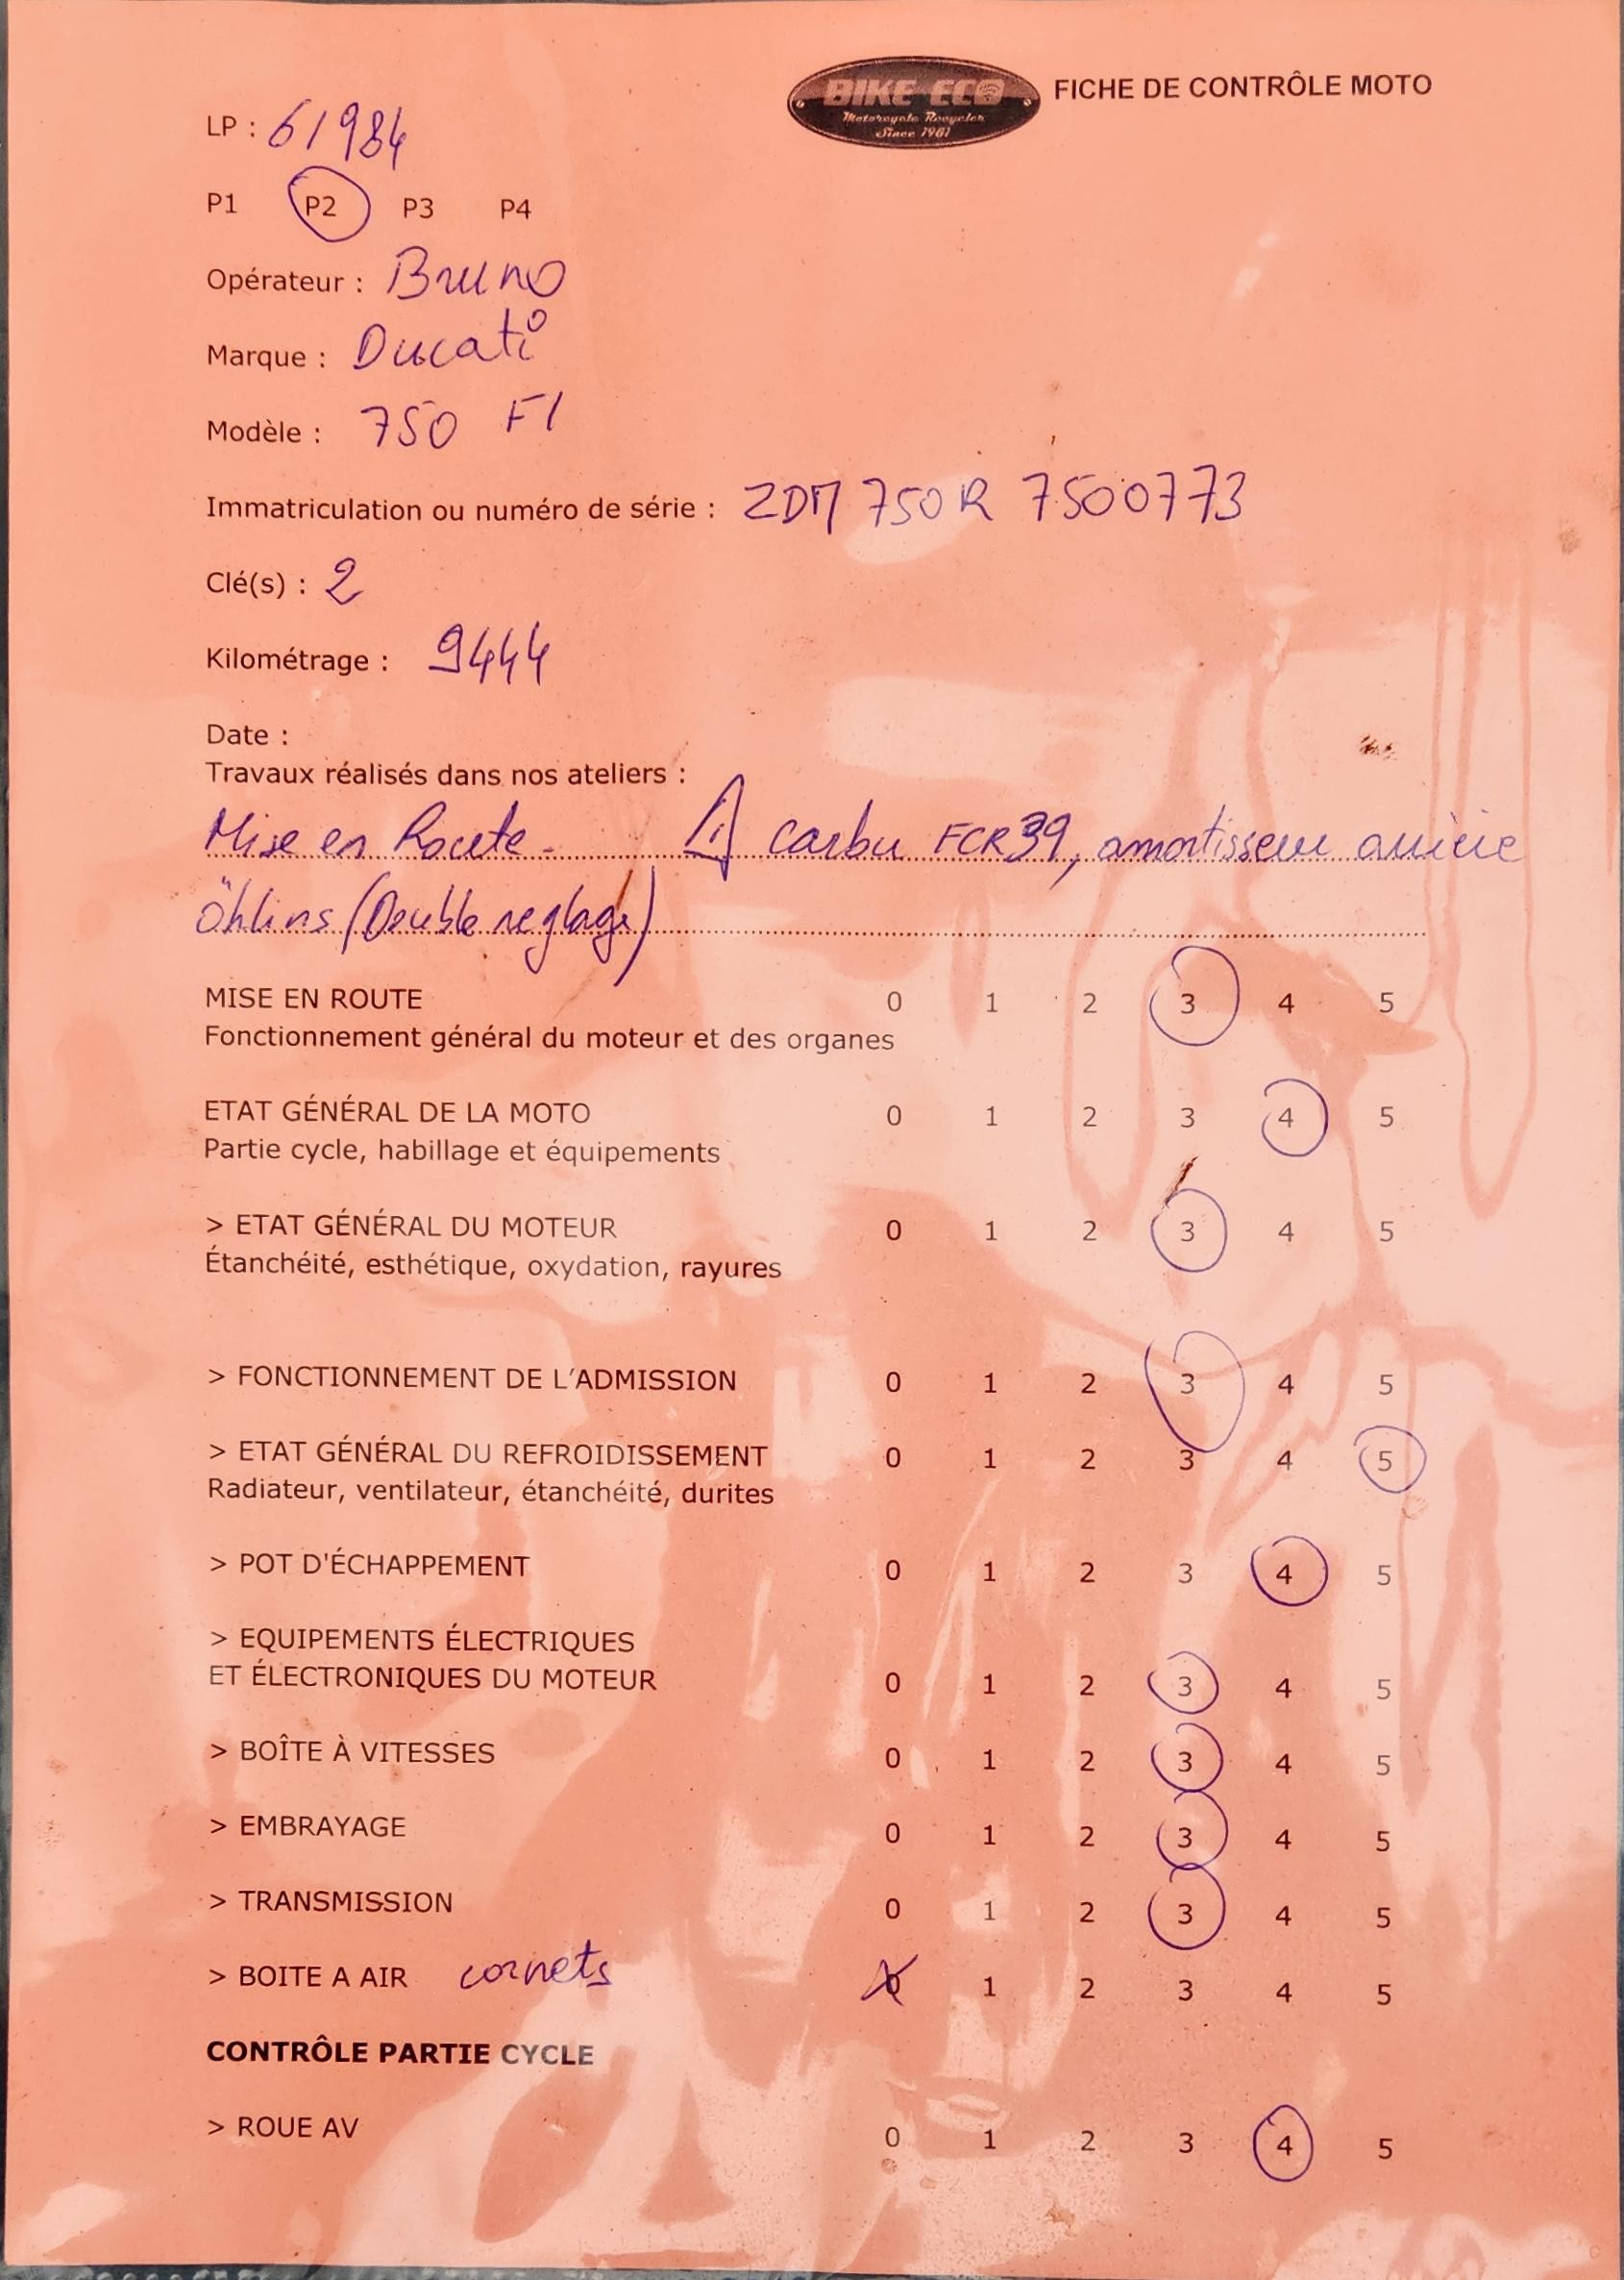 BIKE ECO
Motorcycle Recycler
Since 1981
FICHE DE CONTRÔLE MOTO
LP : 61984
P1 P2 P3 P4
Opérateur : Bruno
Marque : Ducati
Modèle : 750 F1
Immatriculation ou numéro de série : ZDM 750R 7500773
Clé(s) : 2
Kilométrage : 9444
Date :
Travaux réalisés dans nos ateliers :
Mise en Route - ⚠ carbu FCR39, amortisseur arrière
Öhlins (Double reglage)
MISE EN ROUTE 0 1 2 3 4 5
Fonctionnement général du moteur et des organes
ETAT GÉNÉRAL DE LA MOTO 0 1 2 3 4 5
Partie cycle, habillage et équipements
> ETAT GÉNÉRAL DU MOTEUR 0 1 2 3 4 5
Étanchéité, esthétique, oxydation, rayures
> FONCTIONNEMENT DE L'ADMISSION 0 1 2 3 4 5
> ETAT GÉNÉRAL DU REFROIDISSEMENT 0 1 2 3 4 5
Radiateur, ventilateur, étanchéité, durites
> POT D'ÉCHAPPEMENT 0 1 2 3 4 5
> EQUIPEMENTS ÉLECTRIQUES
ET ÉLECTRONIQUES DU MOTEUR 0 1 2 3 4 5
> BOÎTE À VITESSES 0 1 2 3 4 5
> EMBRAYAGE 0 1 2 3 4 5
> TRANSMISSION 0 1 2 3 4 5
> BOITE A AIR cornets 0 1 2 3 4 5
CONTRÔLE PARTIE CYCLE
> ROUE AV 0 1 2 3 4 5